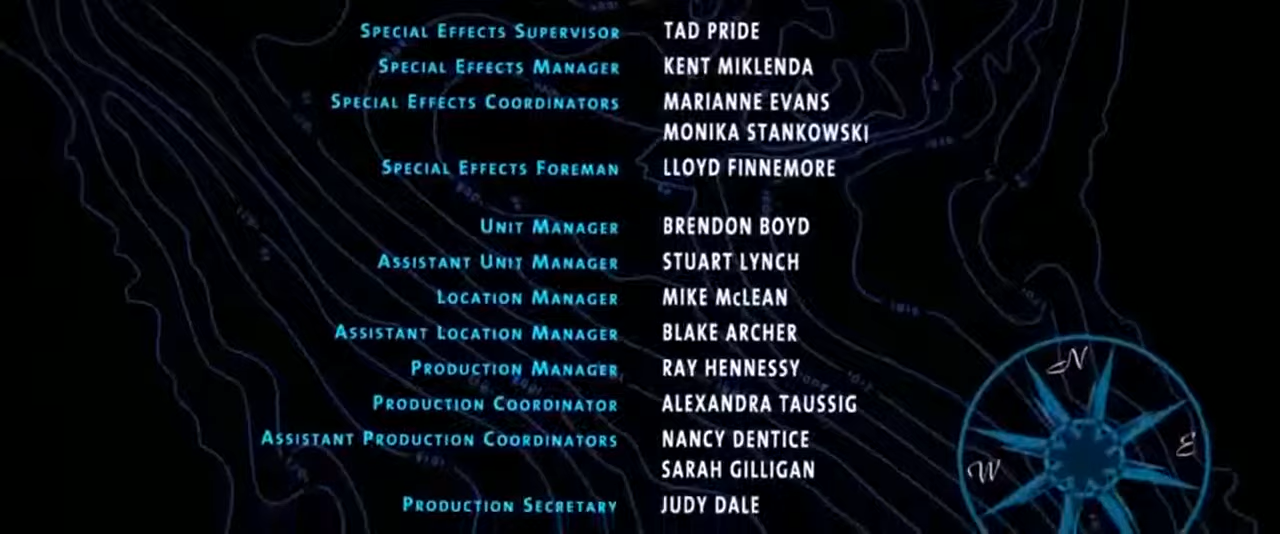 SPECIAL EFFECTS SUPERVISOR TAD PRIDE
SPECIAL EFFECTS MANAGER KENT MIKLENDA
SPECIAL EFFECTS COORDINATORS MARIANNE EVANS
MONIKA STANKOWSKI
SPECIAL EFFECTS FOREMAN LLOYD FINNEMORE
UNIT MANAGER BRENDON BOYD
ASSISTANT UNIT MANAGER STUART LYNCH
LOCATION MANAGER MIKE McLEAN
ASSISTANT LOCATION MANAGER BLAKE ARCHER
PRODUCTION MANAGER RAY HENNESSY
PRODUCTION COORDINATOR ALEXANDRA TAUSSIG
ASSISTANT PRODUCTION COORDINATORS NANCY DENTICE
SARAH GILLIGAN
PRODUCTION SECRETARY JUDY DALE
N
E
W